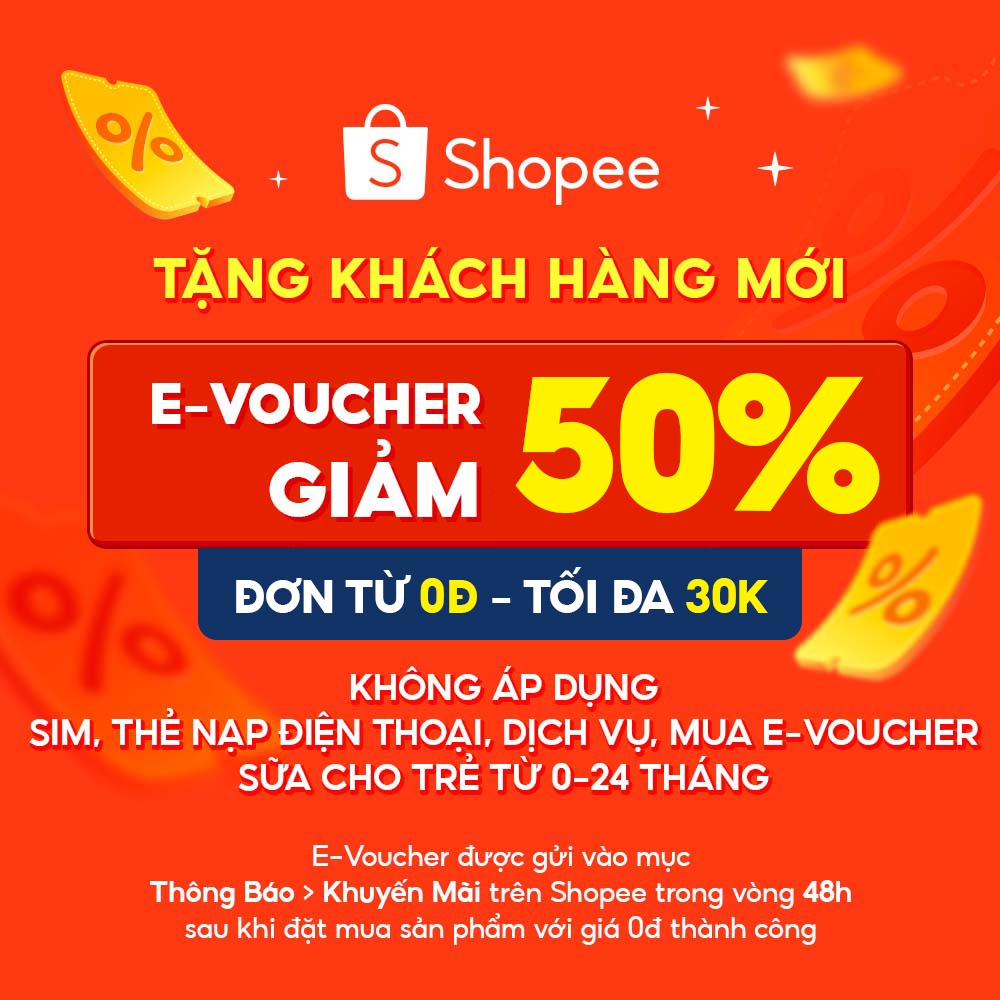 Shopee
TẶNG KHÁCH HÀNG MỚI
E-VOUCHER
GIẢM
50%
ĐƠN TỪ 0Đ - TỐI ĐA 30K
KHÔNG ÁP DỤNG
SIM, THẺ NẠP ĐIỆN THOẠI, DỊCH VỤ, MUA E-VOUCHER
SỮA CHO TRẺ TỪ 0-24 THÁNG
E-Voucher được gửi vào mục
Thông Báo > Khuyến Mãi trên Shopee trong vòng 48h
sau khi đặt mua sản phẩm với giá 0đ thành công